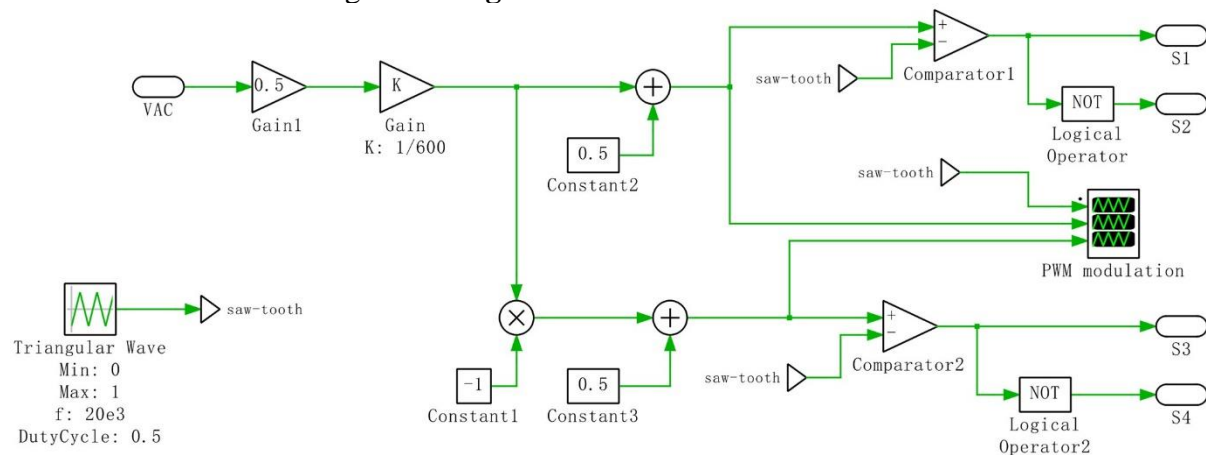 +
−
saw-tooth
Comparator1
S1
VAC
0.5
Gain1
K
Gain
K: 1/600
+
0.5
Constant2
NOT
Logical
Operator
S2
saw-tooth
PWM modulation
saw-tooth
Triangular Wave
Min: 0
Max: 1
f: 20e3
DutyCycle: 0.5
×
-1
Constant1
+
0.5
Constant3
saw-tooth
+
−
Comparator2
S3
NOT
Logical
Operator2
S4